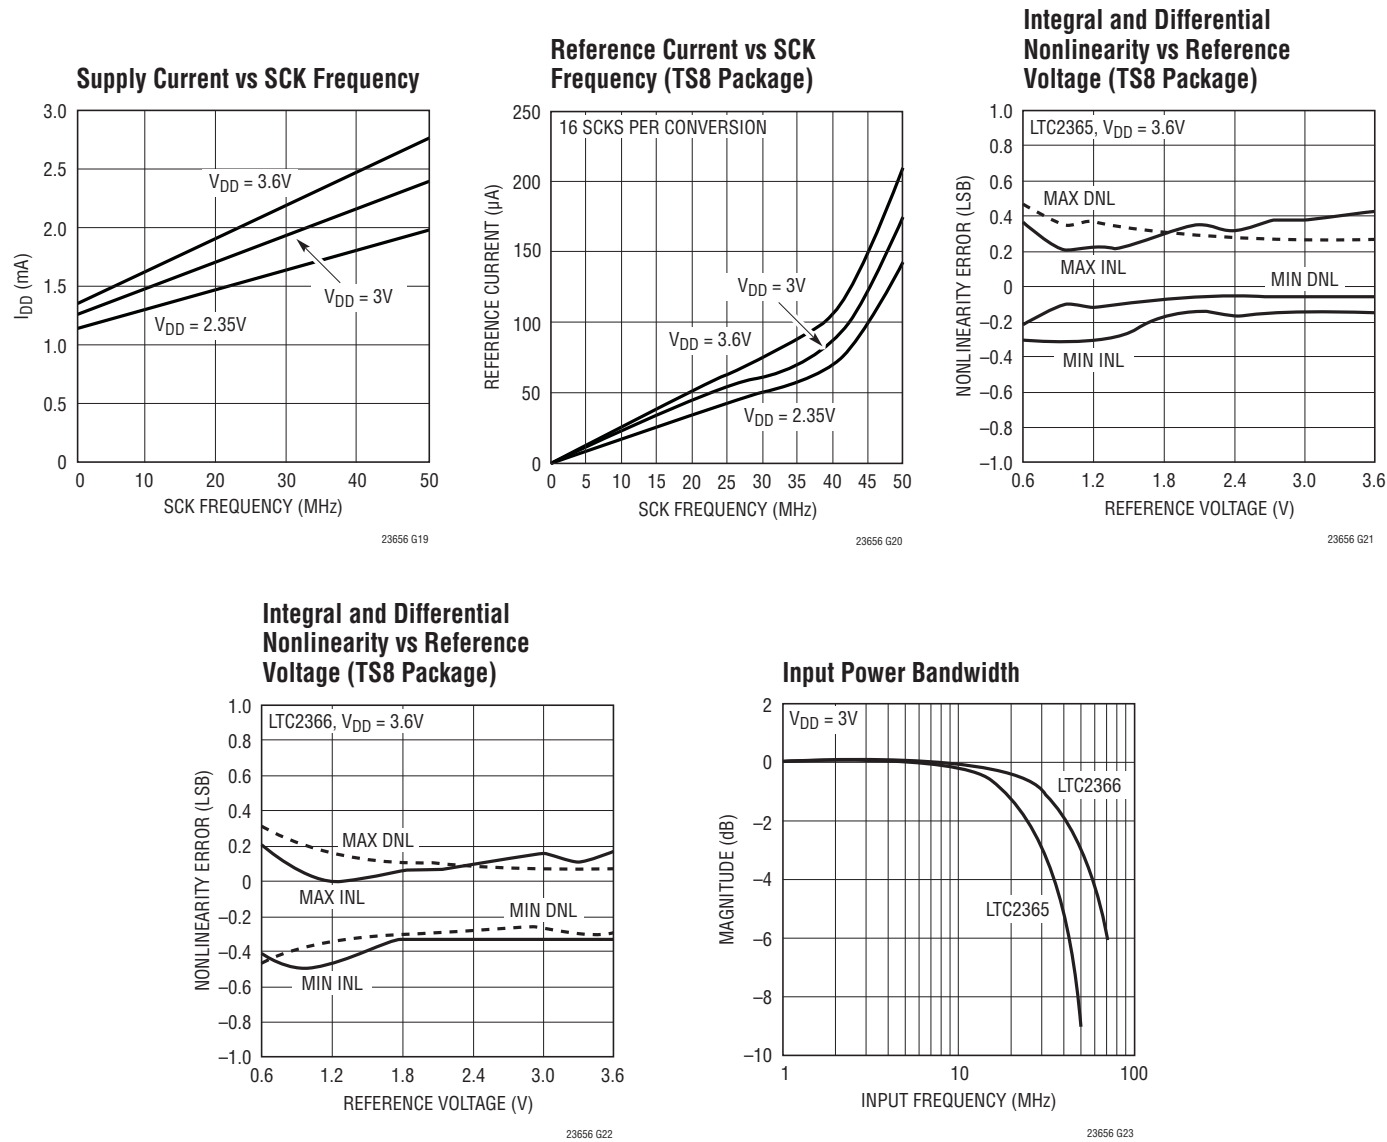 Supply Current vs SCK Frequency
3.0
2.5
2.0
1.5
1.0
0.5
0
I_DD (mA)
V_DD = 3.6V
V_DD = 3V
V_DD = 2.35V
0 10 20 30 40 50
SCK FREQUENCY (MHz)
23656 G19
Reference Current vs SCK
Frequency (TS8 Package)
250
200
150
100
50
0
REFERENCE CURRENT (µA)
16 SCKS PER CONVERSION
V_DD = 3V
V_DD = 3.6V
V_DD = 2.35V
0 5 10 15 20 25 30 35 40 45 50
SCK FREQUENCY (MHz)
23656 G20
Integral and Differential
Nonlinearity vs Reference
Voltage (TS8 Package)
1.0
0.8
0.6
0.4
0.2
0
–0.2
–0.4
–0.6
–0.8
–1.0
NONLINEARITY ERROR (LSB)
LTC2365, V_DD = 3.6V
MAX DNL
MAX INL
MIN DNL
MIN INL
0.6 1.2 1.8 2.4 3.0 3.6
REFERENCE VOLTAGE (V)
23656 G21
Integral and Differential
Nonlinearity vs Reference
Voltage (TS8 Package)
1.0
0.8
0.6
0.4
0.2
0
–0.2
–0.4
–0.6
–0.8
–1.0
NONLINEARITY ERROR (LSB)
LTC2366, V_DD = 3.6V
MAX DNL
MAX INL
MIN DNL
MIN INL
0.6 1.2 1.8 2.4 3.0 3.6
REFERENCE VOLTAGE (V)
23656 G22
Input Power Bandwidth
2
0
–2
–4
–6
–8
–10
MAGNITUDE (dB)
V_DD = 3V
LTC2366
LTC2365
1 10 100
INPUT FREQUENCY (MHz)
23656 G23